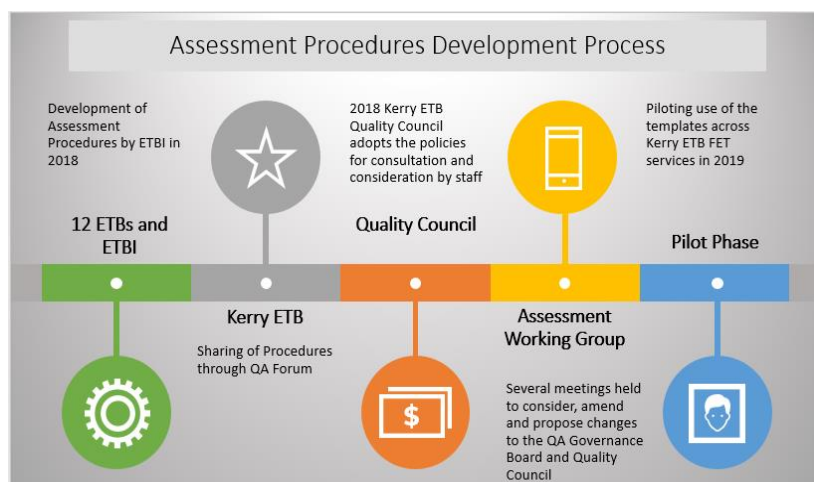 Assessment Procedures Development Process
Development of
Assessment
Procedures by ETBI in
2018
12 ETBs and
ETBI
Kerry ETB
Sharing of Procedures
through QA Forum
2018 Kerry ETB
Quality Council
adopts the policies
for consultation and
consideration by staff
Quality Council
$
Assessment
Working Group
Several meetings held
to consider, amend
and propose changes
to the QA Governance
Board and Quality
Council
Piloting use of the
templates across
Kerry ETB FET
services in 2019
Pilot Phase